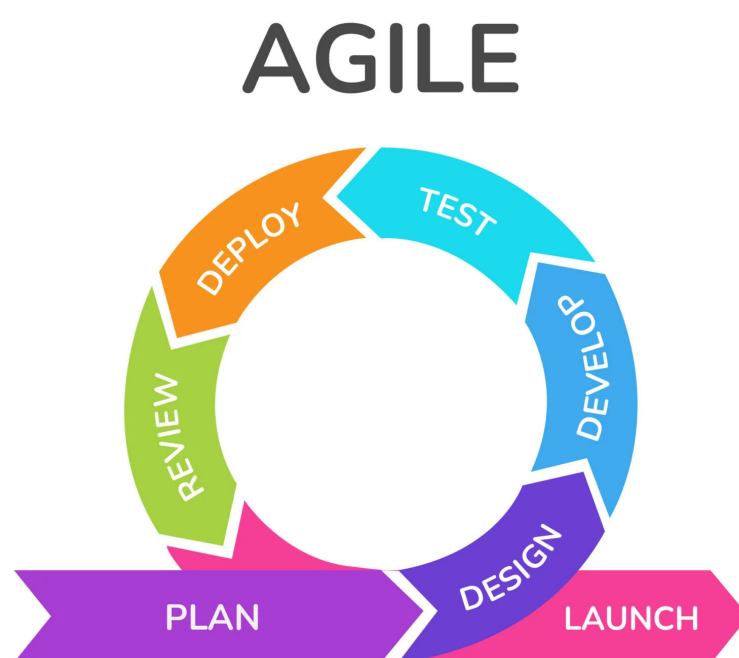 AGILE
PLAN
DESIGN
DEVELOP
TEST
DEPLOY
REVIEW
LAUNCH